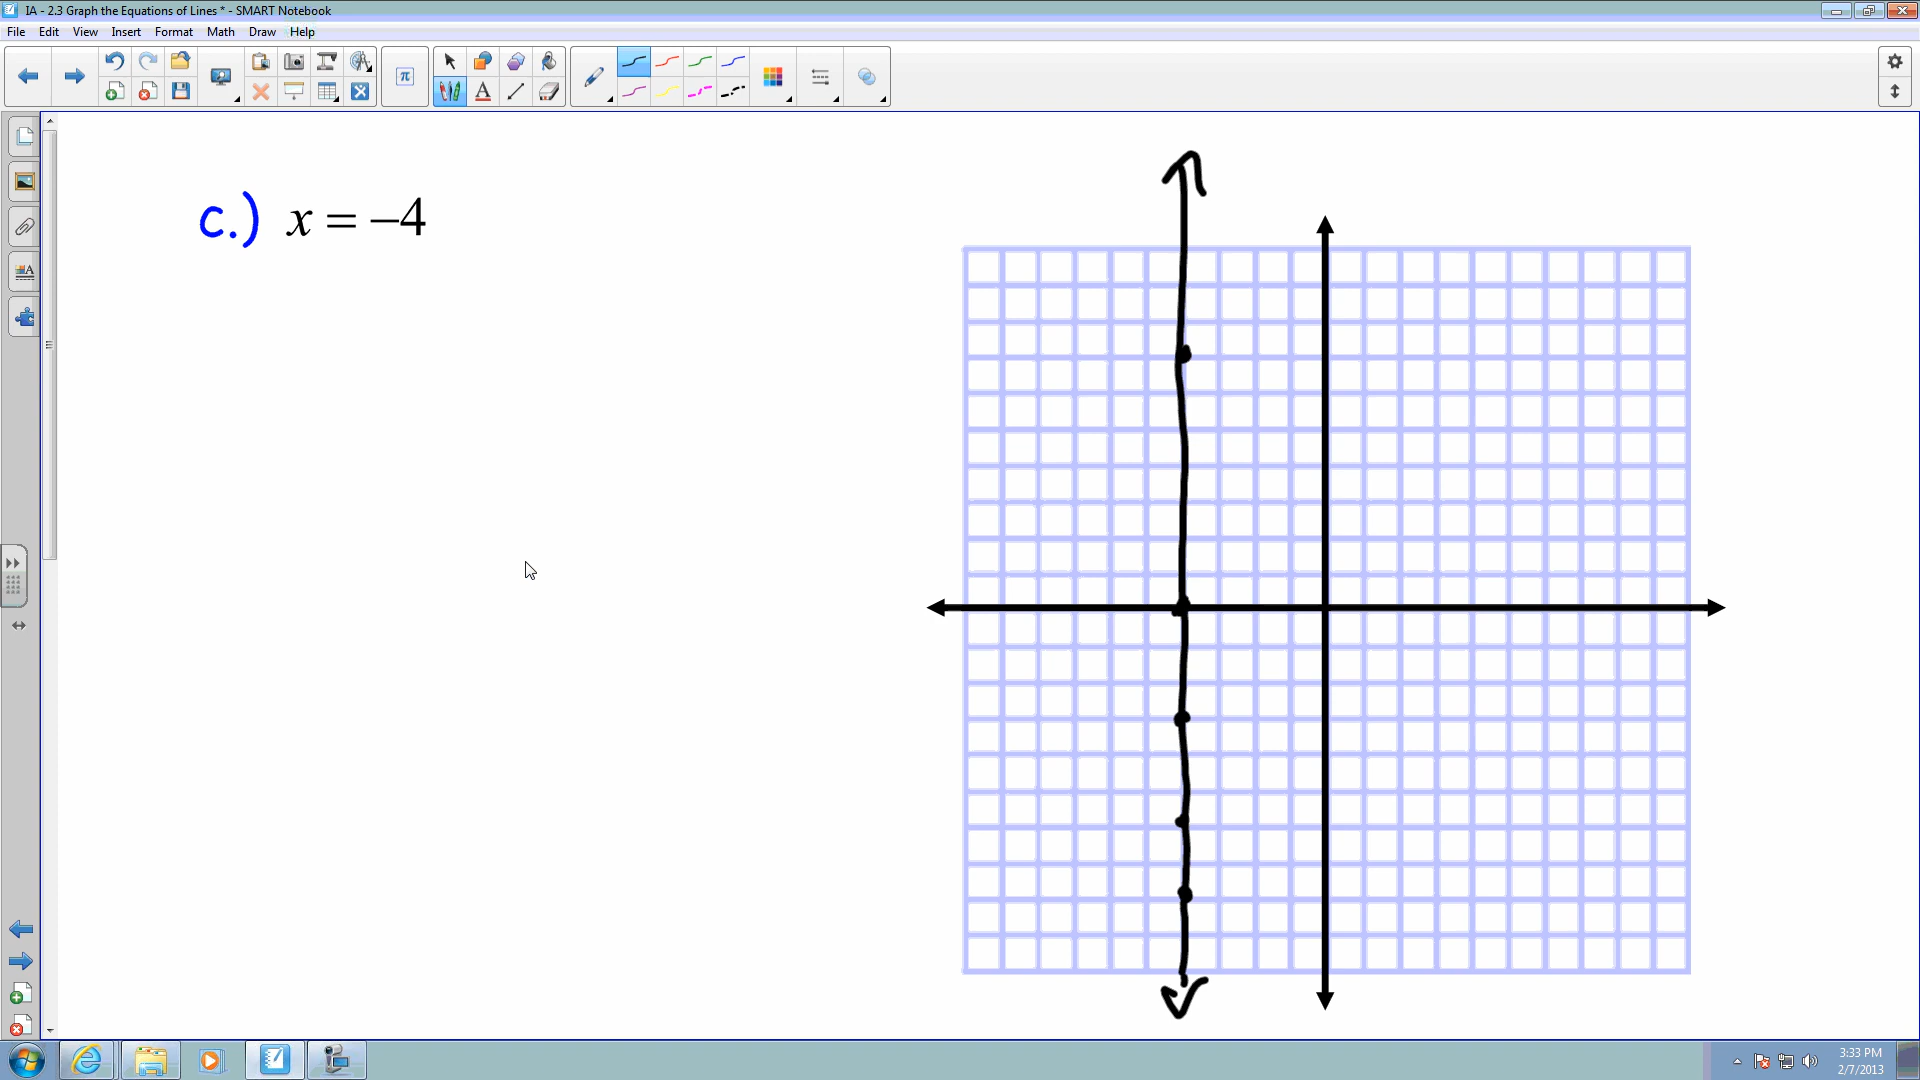 IA - 2.3 Graph the Equations of Lines * - SMART Notebook
File Edit View Insert Format Math Draw Help
π
A
A
c.) x = −4
3:33 PM
2/7/2013